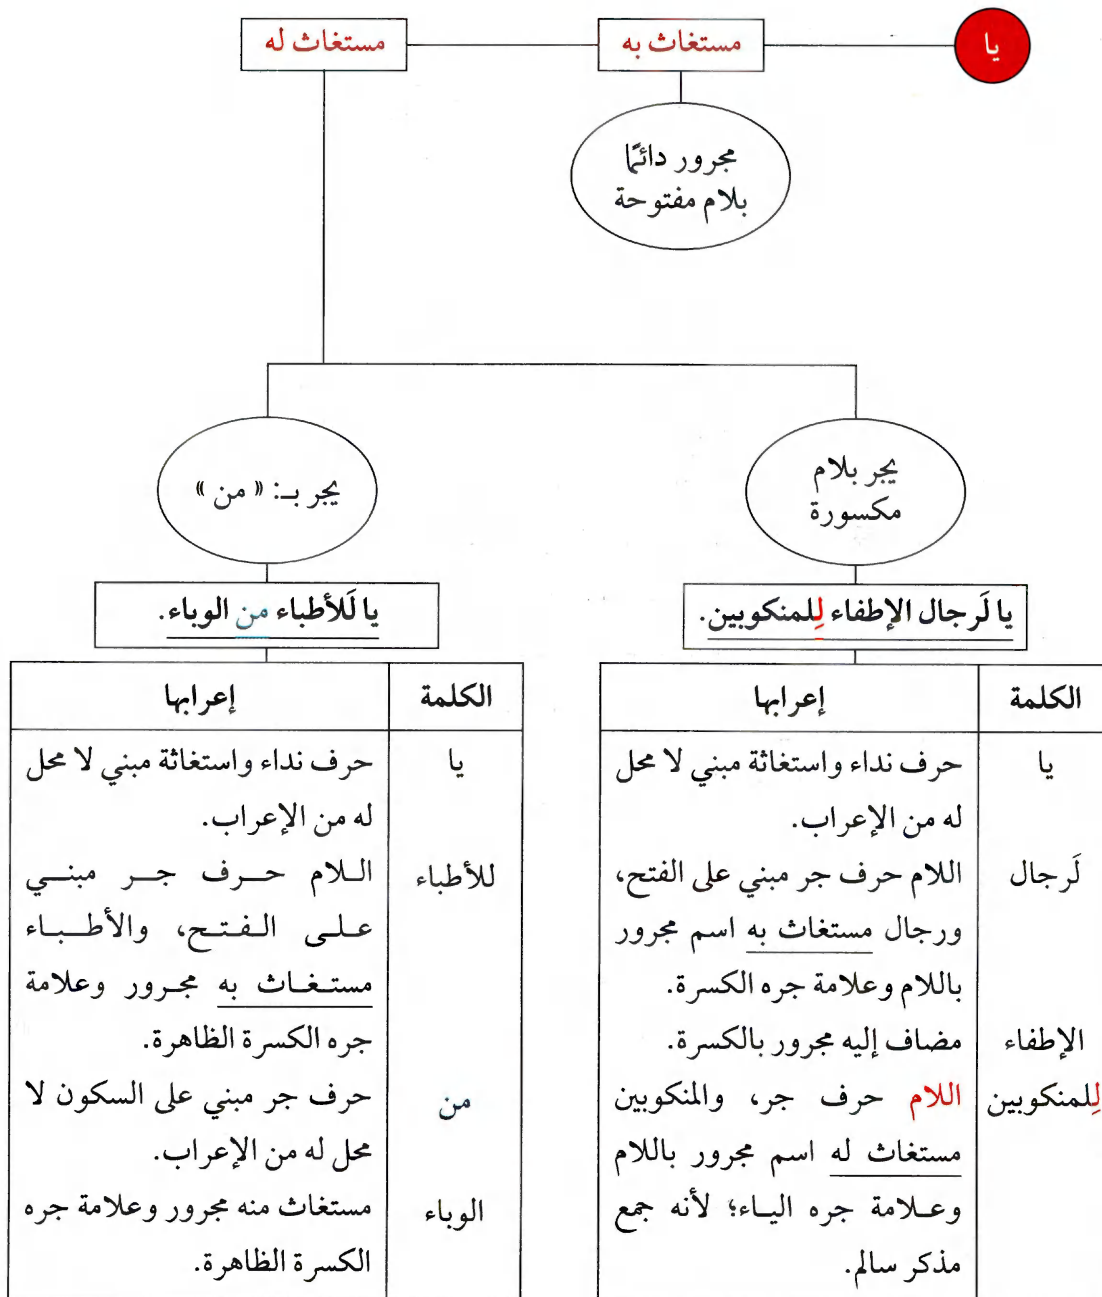 يا
مستغاث به
مستغاث له
مجرور دائمًا
بلام مفتوحة
يجر بلام
مكسورة
يجر بـ: « من »
يا لَرجال الإطفاء لِلمنكوبين.
يا لَلأطباء من الوباء.
الكلمة إعرابها
يا حرف نداء واستغاثة مبني لا محل
له من الإعراب.
لَرجال اللام حرف جر مبني على الفتح،
ورجال مستغاث به اسم مجرور
باللام وعلامة جره الكسرة.
الإطفاء مضاف إليه مجرور بالكسرة.
لِلمنكوبين اللام حرف جر، والمنكوبين
مستغاث له اسم مجرور باللام
وعلامة جره الياء؛ لأنه جمع
مذكر سالم.
الكلمة إعرابها
يا حرف نداء واستغاثة مبني لا محل
له من الإعراب.
للأطباء اللام حرف جر مبني
على الفتح، والأطباء
مستغاث به مجرور وعلامة
جره الكسرة الظاهرة.
من حرف جر مبني على السكون لا
محل له من الإعراب.
الوباء مستغاث منه مجرور وعلامة جره
الكسرة الظاهرة.